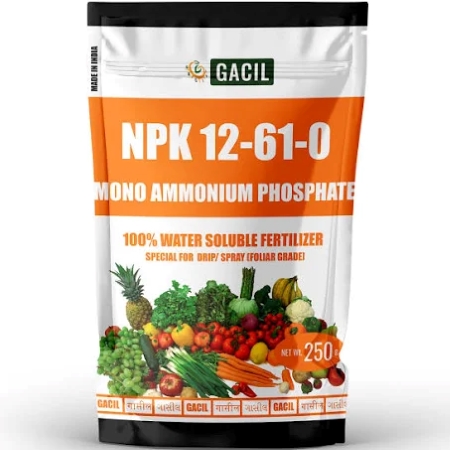 MADE IN INDIA
GACIL
NPK 12-61-0
MONO AMMONIUM PHOSPHATE
100% WATER SOLUBLE FERTILIZER
SPECIAL FOR DRIP/ SPRAY (FOLIAR GRADE)
NET WT. 250
GACIL गासील गासील GACIL गासील गासील GACIL गासील गासील